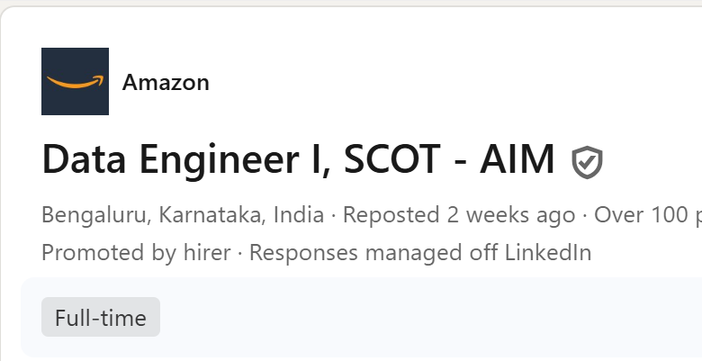 Amazon
Data Engineer I, SCOT - AIM
Bengaluru, Karnataka, India · Reposted 2 weeks ago · Over 100
Promoted by hirer · Responses managed off LinkedIn
Full-time